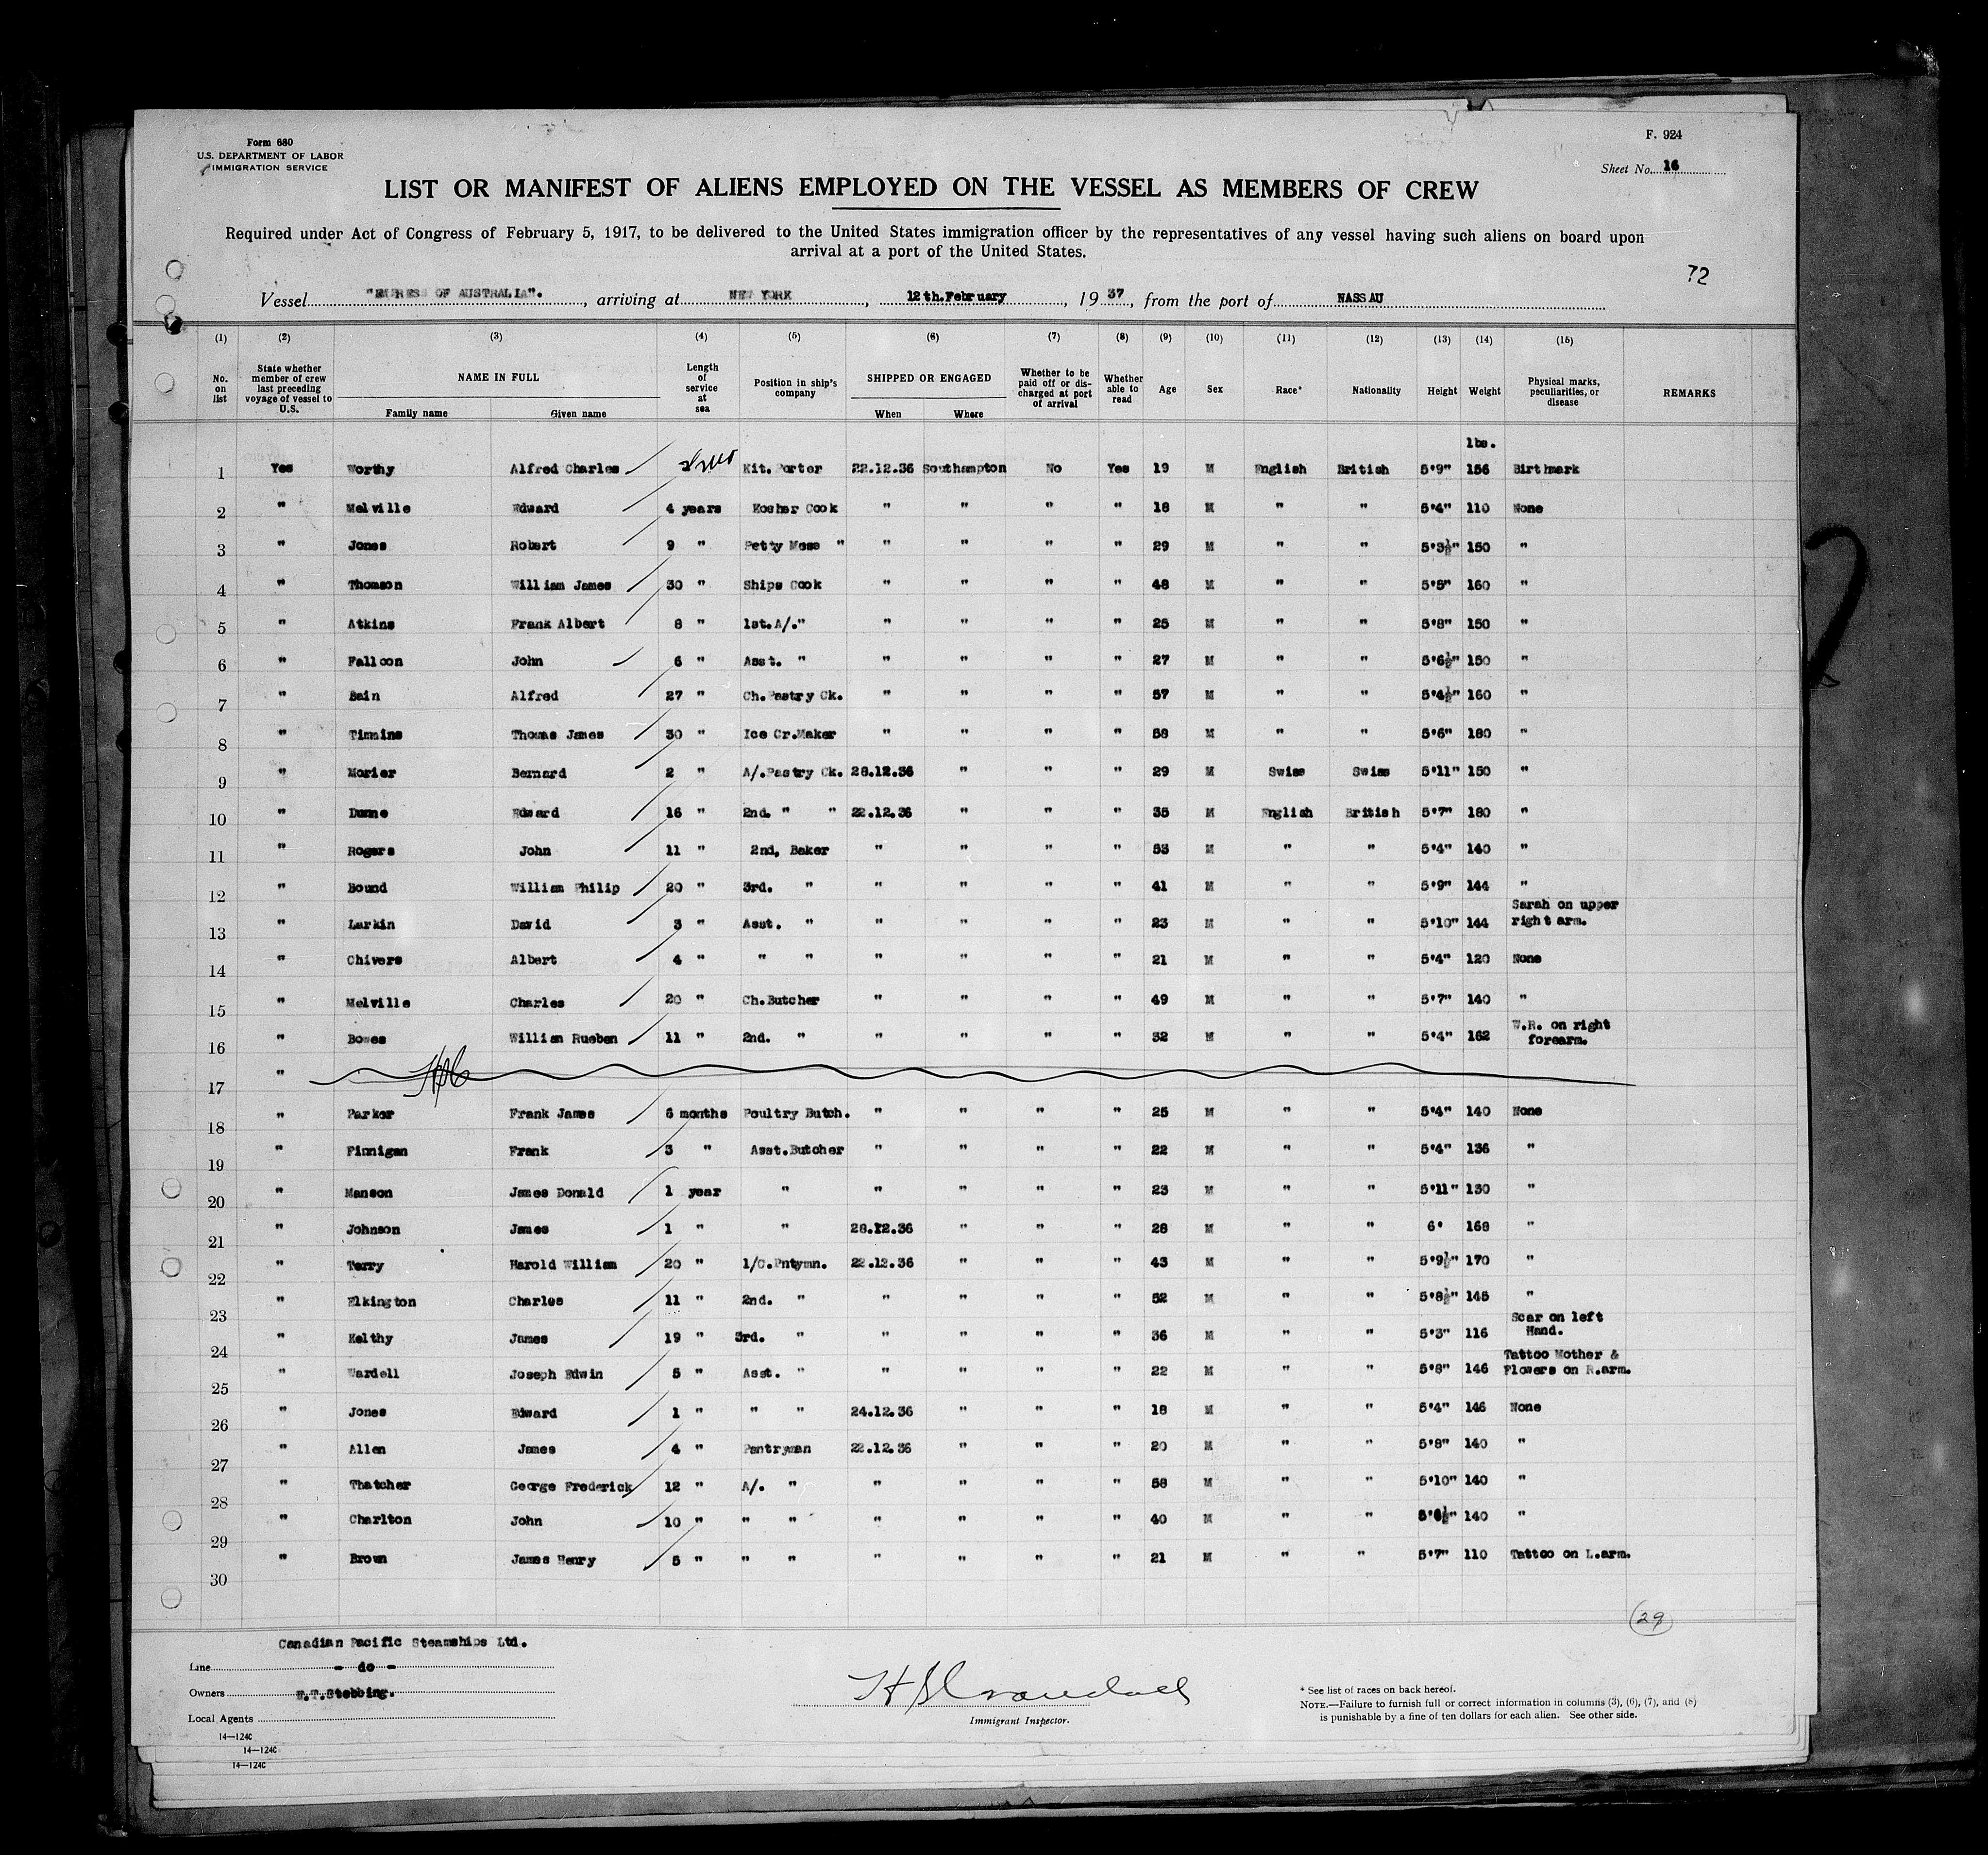 Form 680
U.S. DEPARTMENT OF LABOR
IMMIGRATION SERVICE
F. 924
Sheet No. 16
LIST OR MANIFEST OF ALIENS EMPLOYED ON THE VESSEL AS MEMBERS OF CREW
Required under Act of Congress of February 5, 1917, to be delivered to the United States immigration officer by the representatives of any vessel having such aliens on board upon
arrival at a port of the United States.
72
Vessel "EMPRESS OF AUSTRALIA". , arriving at NEW YORK , 12th.February , 1937, from the port of NASSAU
(1) (2) (3) (4) (5) (6) (7) (8) (9) (10) (11) (12) (13) (14) (15)
No. on list State whether member of crew last preceding voyage of vessel to U.S. NAME IN FULL Family name Given name Length of service at sea Position in ship's company SHIPPED OR ENGAGED When Where Whether to be paid off or discharged at port of arrival Whether able to read Age Sex Race* Nationality Height Weight Physical marks, peculiarities, or disease REMARKS
lbs.
1 Yes Worthy Alfred Charles Kit. Porter 22.12.36 Southampton No Yes 19 M English British 5'9" 156 Birthmark
2 " Melville Edward 4 years Kosher Cook " " " " 18 M " " 5'4" 110 None
3 " Jones Robert 9 " Petty Mess " " " " " 29 M " " 5'3½" 150 "
4 " Thomson William James 30 " Ships Cook " " " " 48 M " " 5'5" 160 "
5 " Atkins Frank Albert 8 " 1st.A/." " " " " 25 M " " 5'8" 150 "
6 " Falloon John 6 " Asst. " " " " " 27 M " " 5'6½" 150 "
7 " Bain Alfred 27 " Ch.Pastry Ck. " " " " 57 M " " 5'4½" 160 "
8 " Timmins Thomas James 30 " Ice Cr.Maker " " " " 58 M " " 5'6" 180 "
9 " Morier Bernard 2 " A/.Pastry Ck. 28.12.36 " " " 29 M Swiss Swiss 5'11" 150 "
10 " Dunne Edward 16 " 2nd. " " 22.12.36 " " " 35 M English British 5'7" 180 "
11 " Rogers John 11 " 2nd, Baker " " " " 53 M " " 5'4" 140 "
12 " Bound William Philip 20 " 3rd. " " " " " 41 M " " 5'9" 144 "
13 " Larkin David 3 " Asst. " " " " " 23 M " " 5'10" 144 Sarah on upper right arm.
14 " Chivers Albert 4 " " " " " " " 21 M " " 5'4" 120 None
15 " Melville Charles 20 " Ch.Butcher " " " " 49 M " " 5'7" 140 "
16 " Bowes William Rueben 11 " 2nd. " " " " " 32 M " " 5'4" 162 W.R. on right forearm.
17 "
18 " Parker Frank James 6 months Poultry Butch. " " " " 25 M " " 5'4" 140 None
19 " Finnigan Frank 3 " Asst.Butcher " " " " 22 M " " 5'4" 136 "
20 " Manson James Donald 1 year " " " " " 23 M " " 5'11" 130 "
21 " Johnson James 1 " " 28.12.36 " " " 28 M " " 6' 168 "
22 " Terry Harold William 20 " 1/C.Pntymn. 22.12.36 " " " 43 M " " 5'9½" 170 "
23 " Elkington Charles 11 " 2nd. " " " " " 52 M " " 5'8½" 145 "
24 " Kelthy James 19 " 3rd. " " " " " 36 M " " 5'3" 116 Scar on left Hand.
25 " Wardell Joseph Edwin 5 " Asst. " " " " " 22 M " " 5'8" 146 Tattoo Mother & Flowers on R.arm.
26 " Jones Edward 1 " " " 24.12.36 " " " 18 M " " 5'4" 146 None
27 " Allen James 4 " Pantryman 22.12.36 " " " 20 M " " 5'8" 140 "
28 " Thatcher George Frederick 12 " A/. " " " " " 58 M " " 5'10" 140 "
29 " Charlton John 10 " " " " " " " 40 M " " 5'6½" 140 "
30 " Brown James Henry 5 " " " " " " " 21 M " " 5'7" 110 Tattoo on L.arm.
29
Canadian Pacific Steamships Ltd.
Line - do -
Owners E.T.Stebbing.
Local Agents
Immigrant Inspector.
* See list of races on back hereof.
NOTE.—Failure to furnish full or correct information in columns (3), (6), (7), and (8)
is punishable by a fine of ten dollars for each alien. See other side.
14—124C
14—124C
14—124C